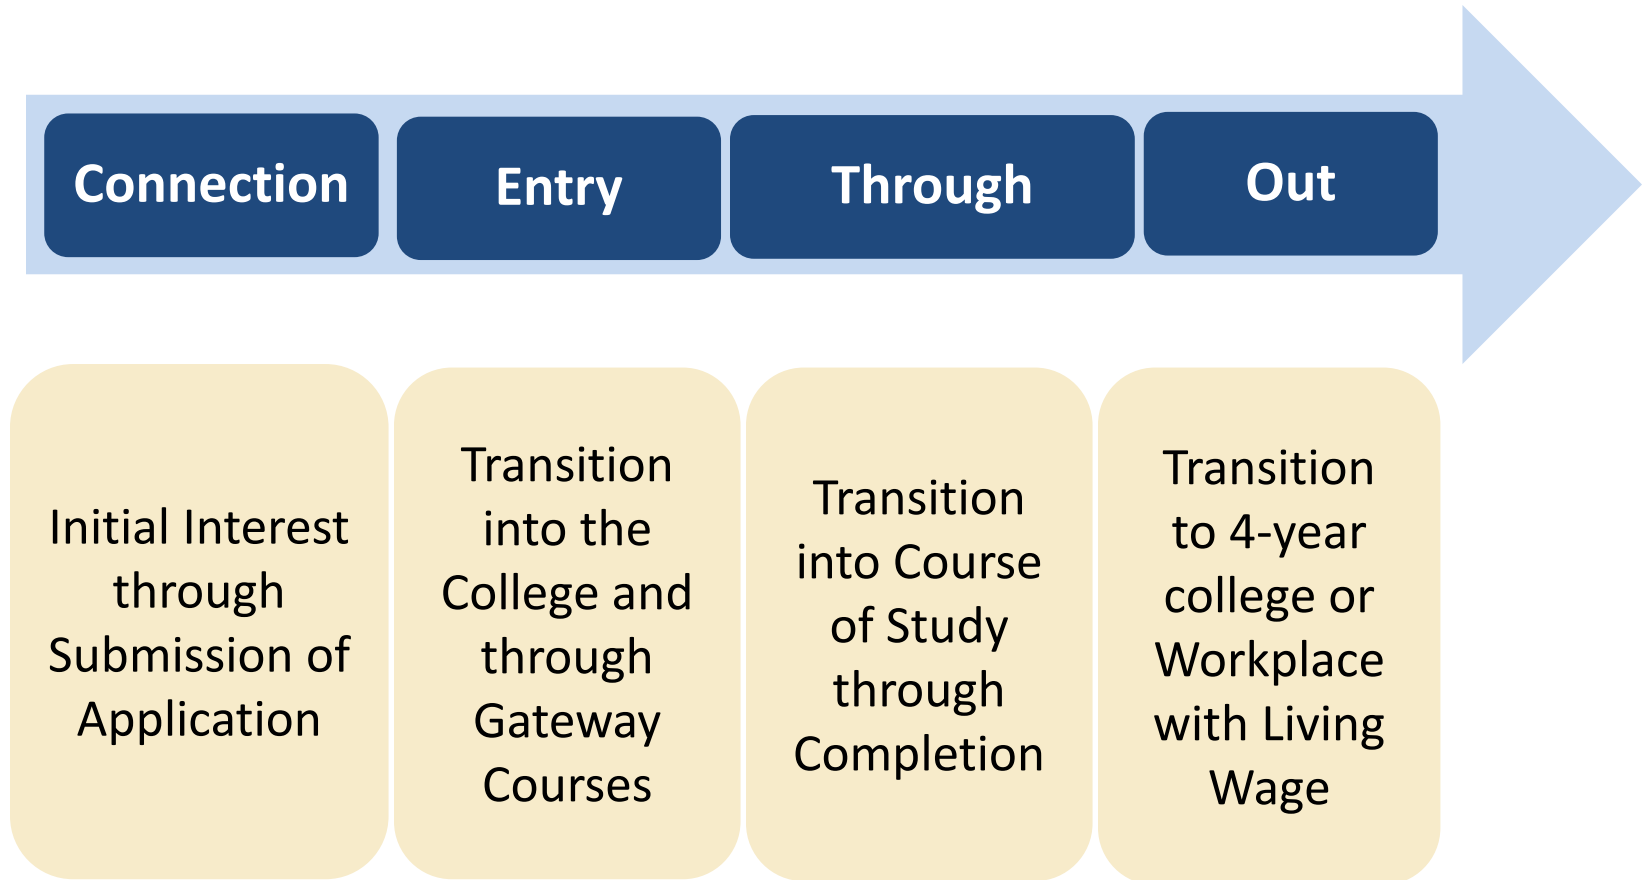 Connection
Entry
Through
Out
Initial Interest
through
Submission of
Application
Transition
into the
College and
through
Gateway
Courses
Transition
into Course
of Study
through
Completion
Transition
to 4-year
college or
Workplace
with Living
Wage